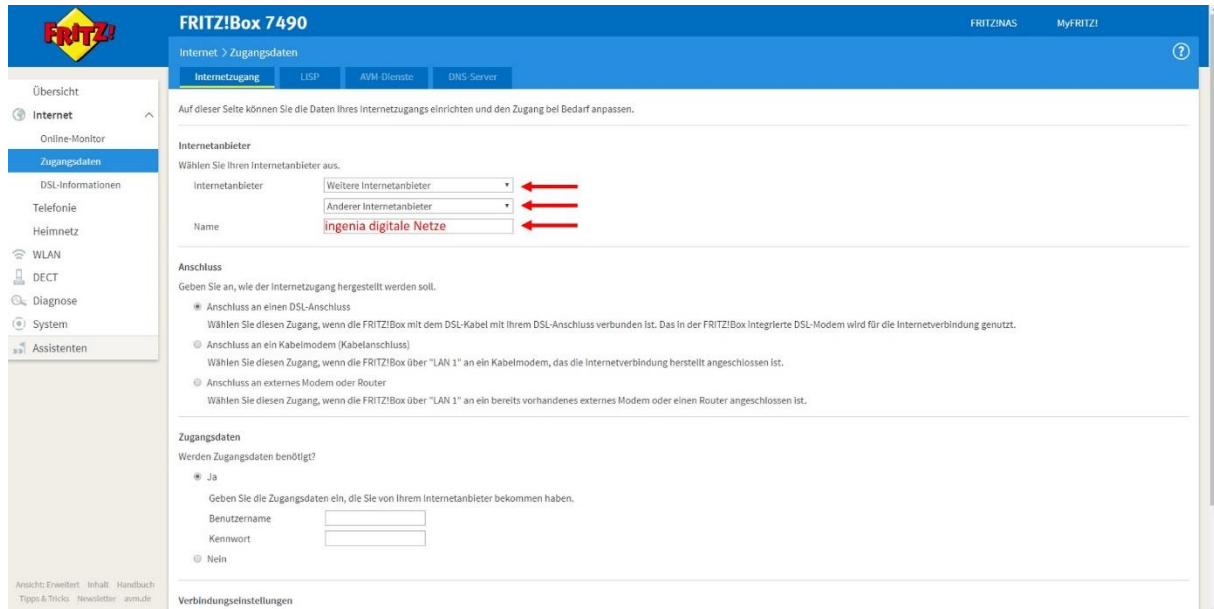 FRITZ!
FRITZ!Box 7490
FRITZ!NAS
MyFRITZ!
Internet > Zugangsdaten
?
Internetzugang
LISP
AVM-Dienste
DNS-Server
Übersicht
Internet
Online-Monitor
Zugangsdaten
DSL-Informationen
Telefonie
Heimnetz
WLAN
DECT
Diagnose
System
Assistenten
Ansicht: Erweitert Inhalt Handbuch
Tipps & Tricks Newsletter avm.de
Auf dieser Seite können Sie die Daten Ihres Internetzugangs einrichten und den Zugang bei Bedarf anpassen.
Internetanbieter
Wählen Sie Ihren Internetanbieter aus.
Internetanbieter Weitere Internetanbieter
Anderer Internetanbieter
Name ingenia digitale Netze
Anschluss
Geben Sie an, wie der Internetzugang hergestellt werden soll.
Anschluss an einen DSL-Anschluss
Wählen Sie diesen Zugang, wenn die FRITZ!Box mit dem DSL-Kabel mit Ihrem DSL-Anschluss verbunden ist. Das in der FRITZ!Box integrierte DSL-Modem wird für die Internetverbindung genutzt.
Anschluss an ein Kabelmodem (Kabelanschluss)
Wählen Sie diesen Zugang, wenn die FRITZ!Box über "LAN 1" an ein Kabelmodem, das die Internetverbindung herstellt angeschlossen ist.
Anschluss an externes Modem oder Router
Wählen Sie diesen Zugang, wenn die FRITZ!Box über "LAN 1" an ein bereits vorhandenes externes Modem oder einen Router angeschlossen ist.
Zugangsdaten
Werden Zugangsdaten benötigt?
Ja
Geben Sie die Zugangsdaten ein, die Sie von Ihrem Internetanbieter bekommen haben.
Benutzername
Kennwort
Nein
Verbindungseinstellungen